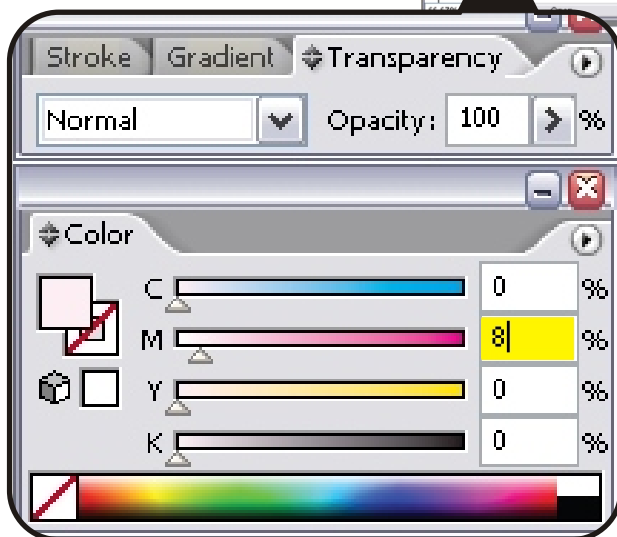 Stroke Gradient Transparency
Normal Opacity: 100 %
Color
C 0 %
M 8 %
Y 0 %
K 0 %